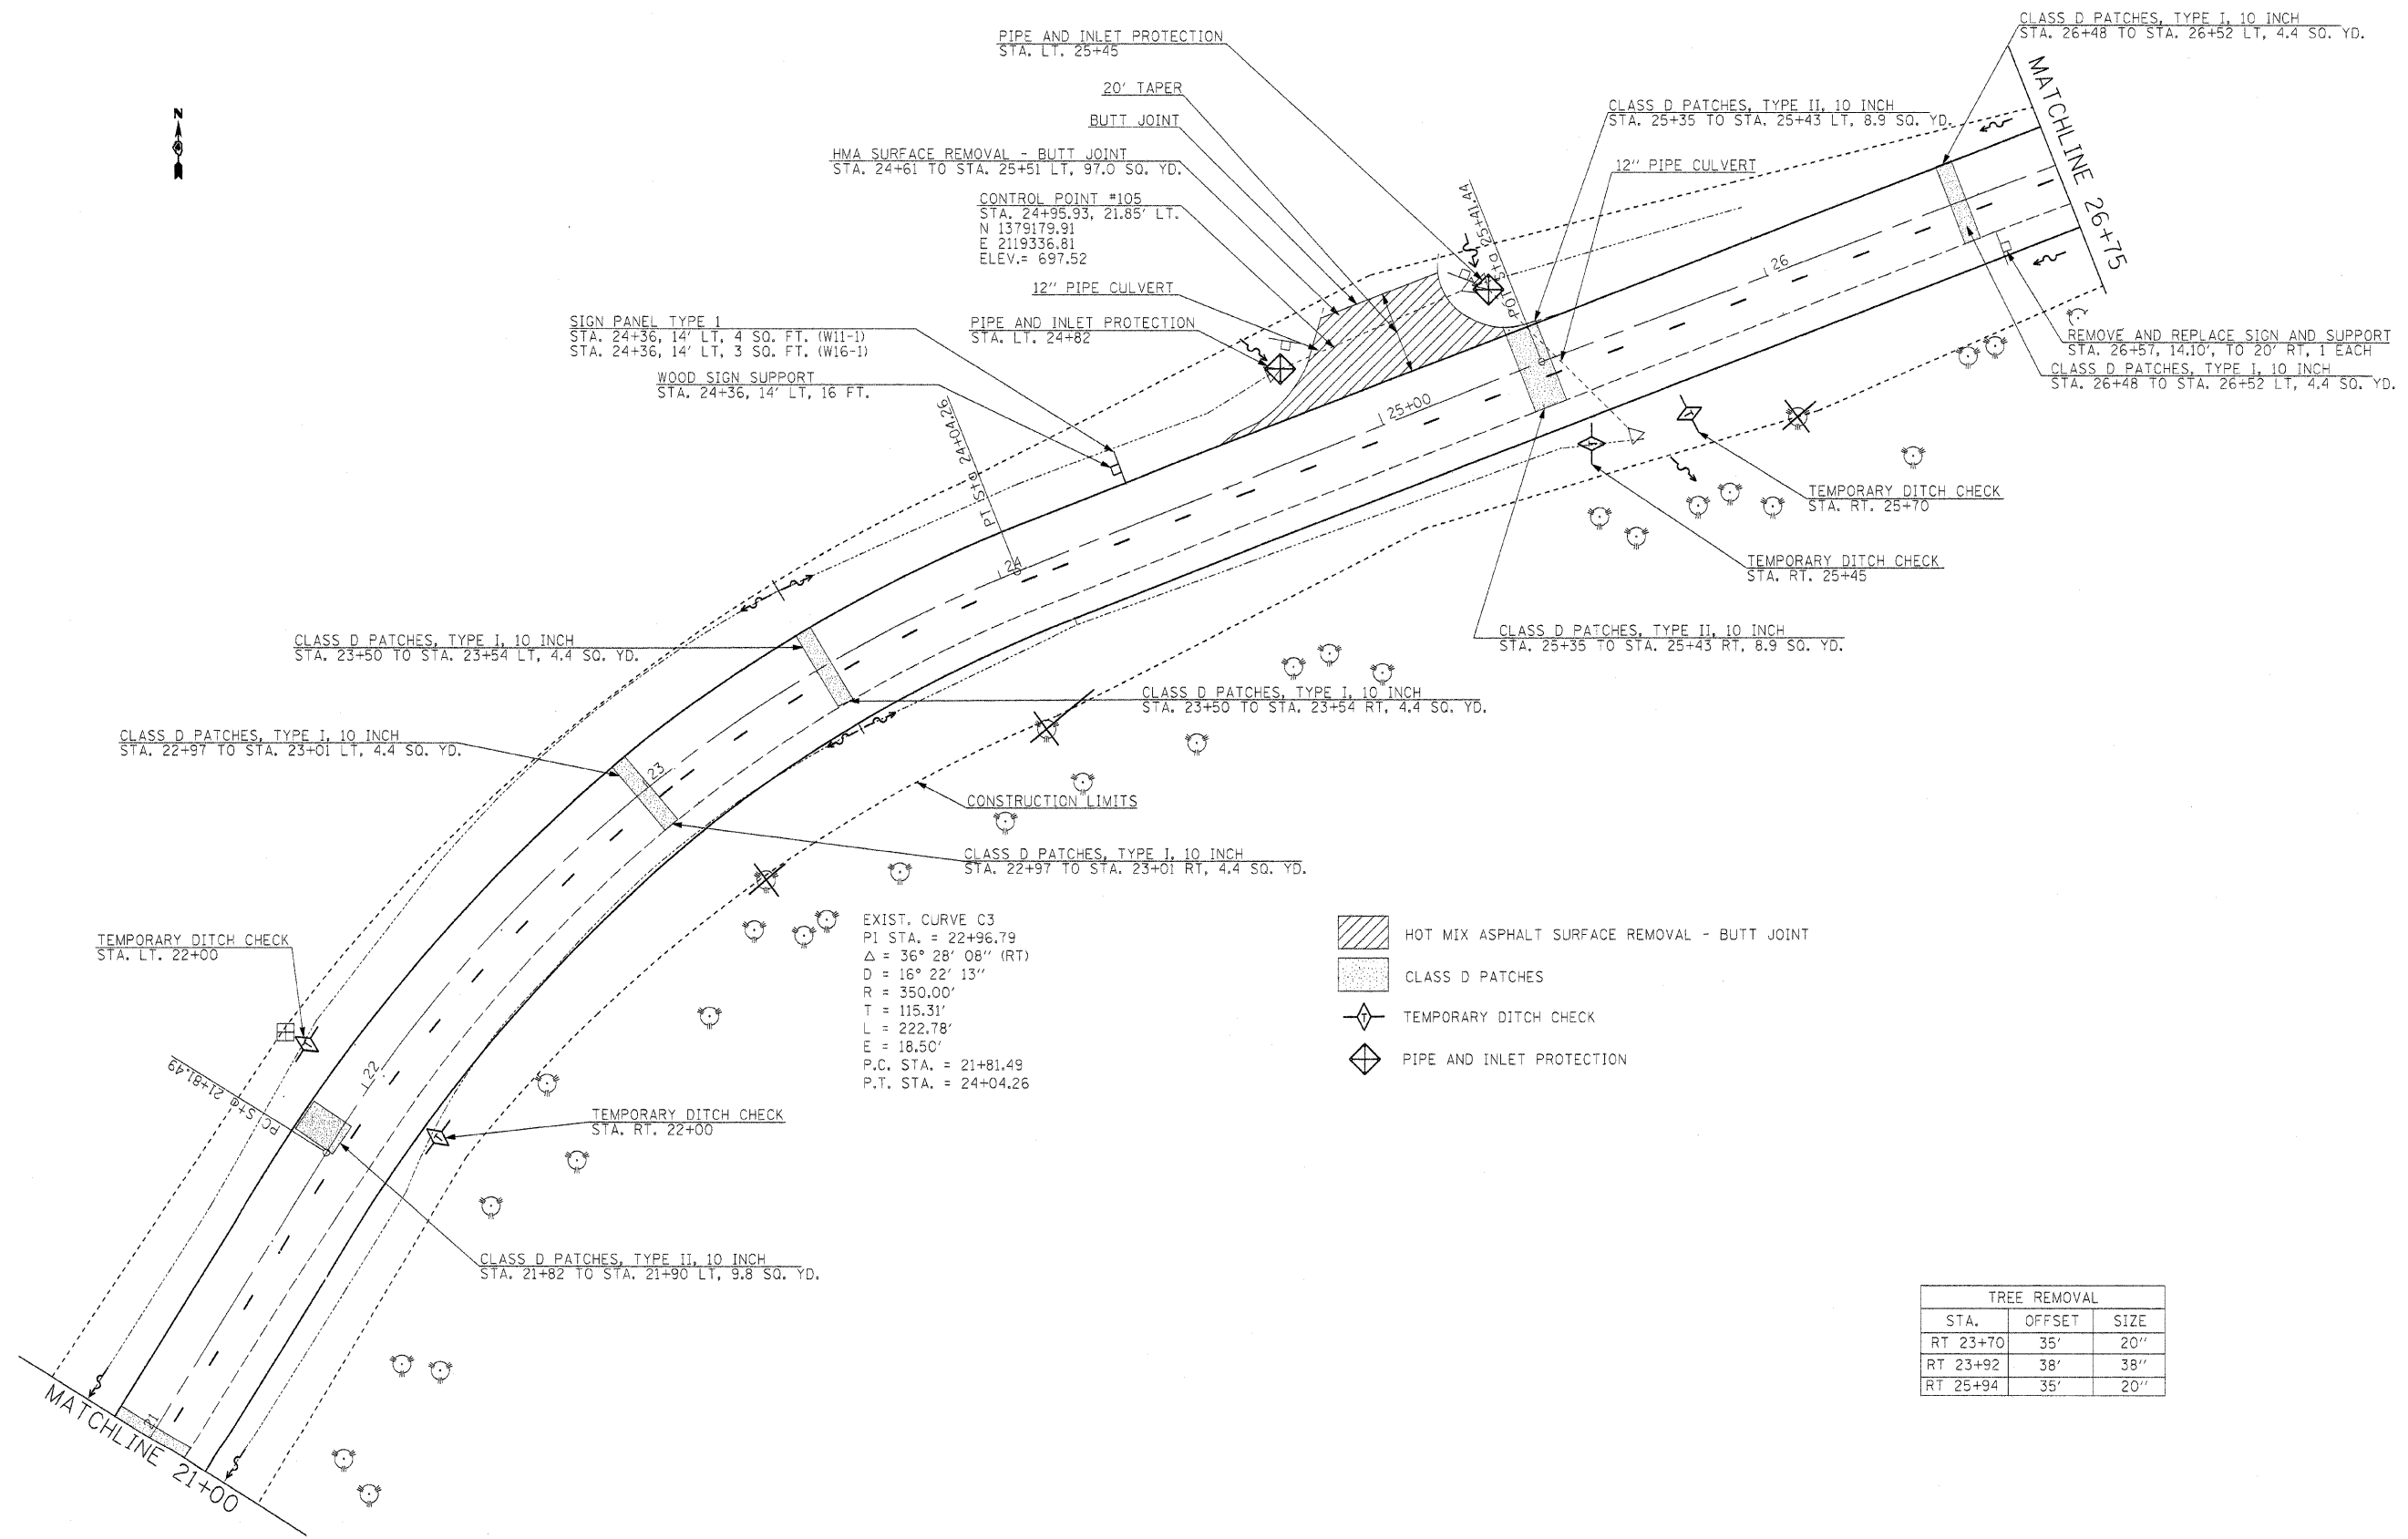 CLASS D PATCHES, TYPE I, 10 INCH
STA. 26+48 TO STA. 26+52 LT, 4.4 SQ. YD.
PIPE AND INLET PROTECTION
STA. LT. 25+45
MATCHLINE 26+75
20' TAPER
BUTT JOINT
CLASS D PATCHES, TYPE II, 10 INCH
STA. 25+35 TO STA. 25+43 LT, 8.9 SQ. YD.
N
HMA SURFACE REMOVAL - BUTT JOINT
STA. 24+61 TO STA. 25+51 LT, 97.0 SQ. YD.
12" PIPE CULVERT
CONTROL POINT #105
STA. 24+95.93, 21.85' LT.
N 1379179.91
E 2119336.81
ELEV.= 697.52
POT Sta 25+41.44
26
12" PIPE CULVERT
PIPE AND INLET PROTECTION
STA. LT. 24+82
SIGN PANEL TYPE 1
STA. 24+36, 14' LT, 4 SQ. FT. (W11-1)
STA. 24+36, 14' LT, 3 SQ. FT. (W16-1)
REMOVE AND REPLACE SIGN AND SUPPORT
STA. 26+57, 14.10', TO 20' RT, 1 EACH
CLASS D PATCHES, TYPE I, 10 INCH
STA. 26+48 TO STA. 26+52 LT, 4.4 SQ. YD.
WOOD SIGN SUPPORT
STA. 24+36, 14' LT, 16 FT.
25+00
PT Sta 24+04.26
TEMPORARY DITCH CHECK
STA. RT. 25+70
TEMPORARY DITCH CHECK
STA. RT. 25+45
24
CLASS D PATCHES, TYPE II, 10 INCH
STA. 25+35 TO STA. 25+43 RT, 8.9 SQ. YD.
CLASS D PATCHES, TYPE I, 10 INCH
STA. 23+50 TO STA. 23+54 LT, 4.4 SQ. YD.
CLASS D PATCHES, TYPE I, 10 INCH
STA. 23+50 TO STA. 23+54 RT, 4.4 SQ. YD.
CLASS D PATCHES, TYPE I, 10 INCH
STA. 22+97 TO STA. 23+01 LT, 4.4 SQ. YD.
23
CONSTRUCTION LIMITS
CLASS D PATCHES, TYPE I, 10 INCH
STA. 22+97 TO STA. 23+01 RT, 4.4 SQ. YD.
EXIST. CURVE C3
PI STA. = 22+96.79
Δ = 36° 28' 08" (RT)
D = 16° 22' 13"
R = 350.00'
T = 115.31'
L = 222.78'
E = 18.50'
P.C. STA. = 21+81.49
P.T. STA. = 24+04.26
HOT MIX ASPHALT SURFACE REMOVAL - BUTT JOINT
CLASS D PATCHES
T TEMPORARY DITCH CHECK
PIPE AND INLET PROTECTION
TEMPORARY DITCH CHECK
STA. LT. 22+00
22
PC Sta 21+81.49
TEMPORARY DITCH CHECK
STA. RT. 22+00
CLASS D PATCHES, TYPE II, 10 INCH
STA. 21+82 TO STA. 21+90 LT, 9.8 SQ. YD.
TREE REMOVAL
STA. OFFSET SIZE
RT 23+70 35' 20"
RT 23+92 38' 38"
RT 25+94 35' 20"
21
MATCHLINE 21+00